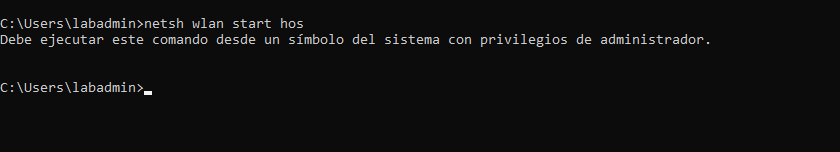 C:\Users\labadmin>netsh wlan start hos
Debe ejecutar este comando desde un símbolo del sistema con privilegios de administrador.
C:\Users\labadmin>